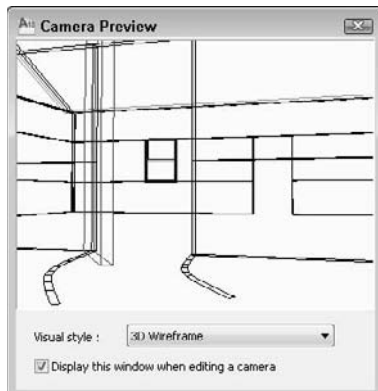 Camera Preview
Visual style : 3D Wireframe
Display this window when editing a camera